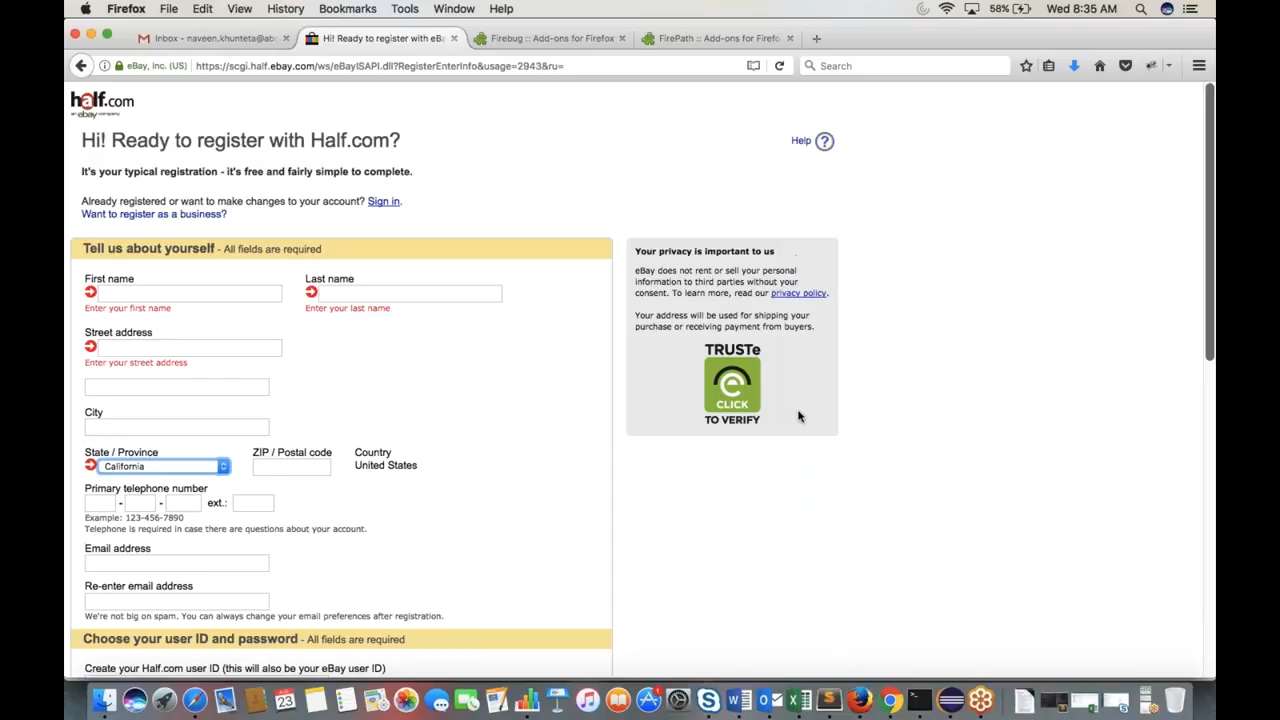 Firefox File Edit View History Bookmarks Tools Window Help 58% Wed 8:35 AM
Inbox - naveen.khunteta@ab Hi! Ready to register with eBa Firebug :: Add-ons for Firefox FirePath :: Add-ons for Firefo
eBay, Inc. (US) https://scgi.half.ebay.com/ws/eBayISAPI.dll?RegisterEnterInfo&usage=2943&ru= Search
half.com
an ebay company
Hi! Ready to register with Half.com?
Help ?
It's your typical registration - it's free and fairly simple to complete.
Already registered or want to make changes to your account? Sign in.
Want to register as a business?
Tell us about yourself - All fields are required
First name Last name
Enter your first name Enter your last name
Street address
Enter your street address
City
State / Province ZIP / Postal code Country
California United States
Primary telephone number
- - ext.:
Example: 123-456-7890
Telephone is required in case there are questions about your account.
Email address
Re-enter email address
We're not big on spam. You can always change your email preferences after registration.
Choose your user ID and password - All fields are required
Create your Half.com user ID (this will also be your eBay user ID)
Your privacy is important to us
eBay does not rent or sell your personal
information to third parties without your
consent. To learn more, read our privacy policy.
Your address will be used for shipping your
purchase or receiving payment from buyers.
TRUSTe
CLICK
TO VERIFY
23